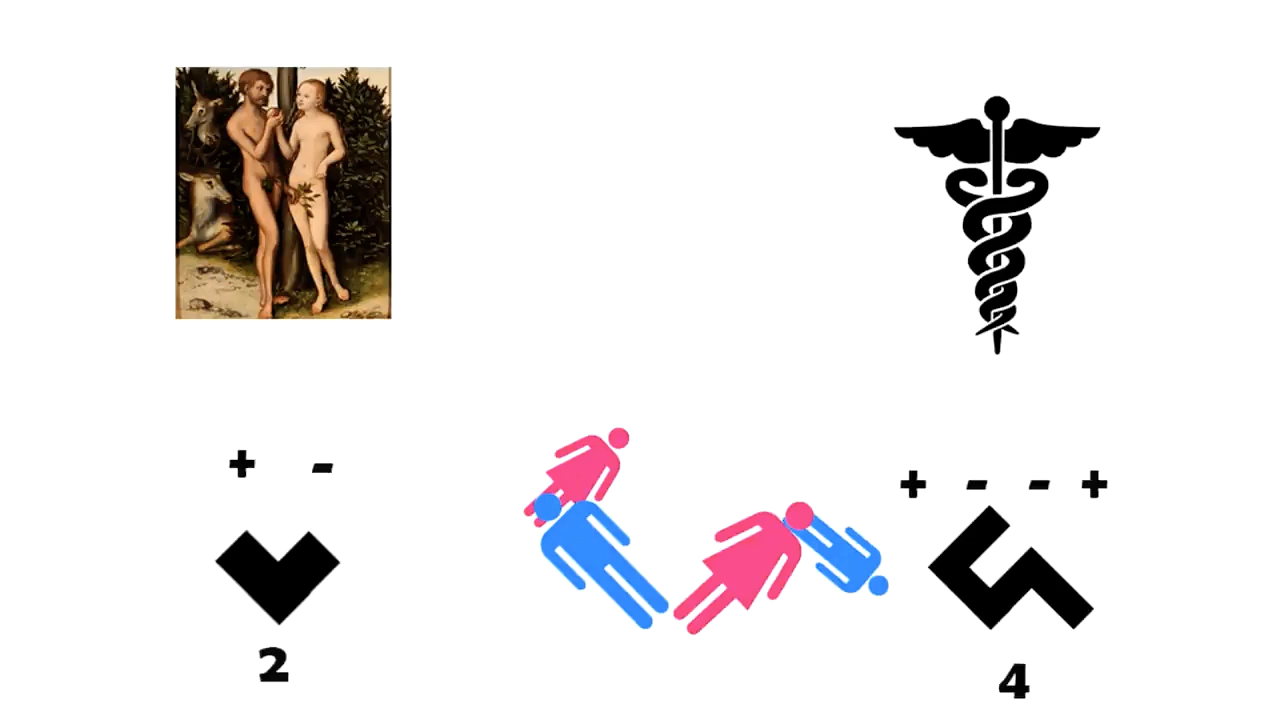 + -
+ - - +
2
4